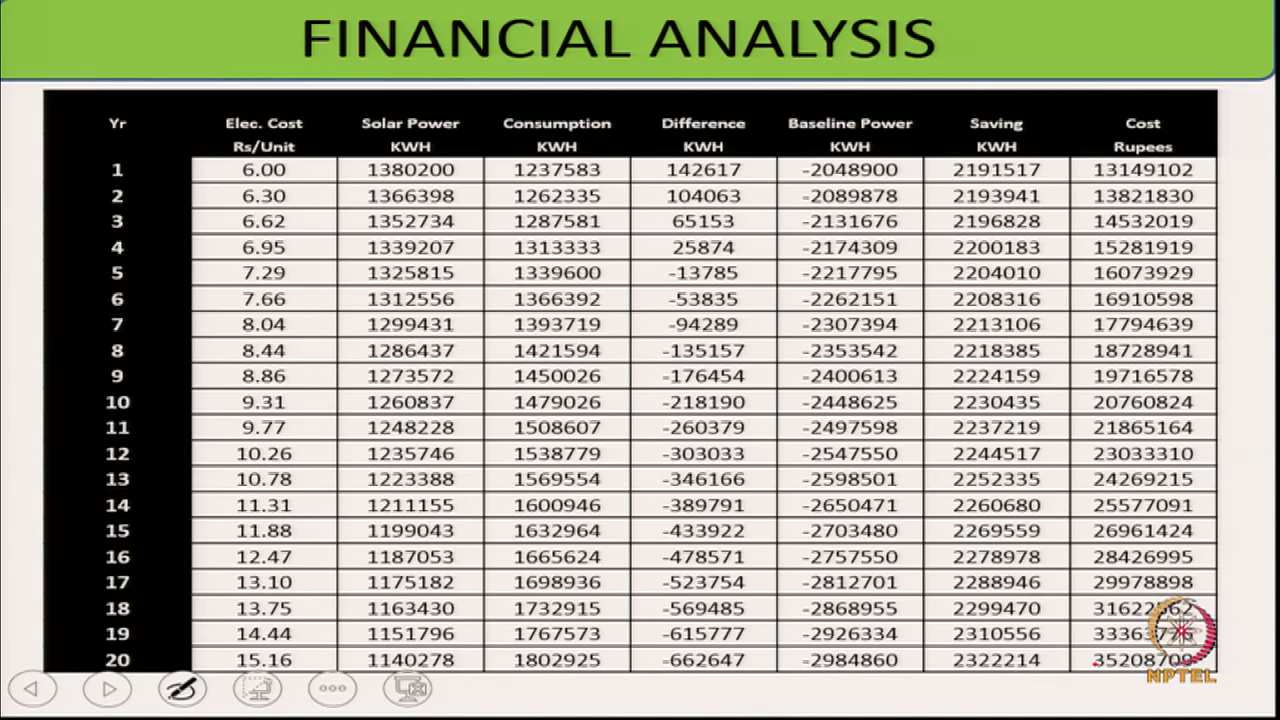 FINANCIAL ANALYSIS
Yr Elec. Cost Solar Power Consumption Difference Baseline Power Saving Cost
Rs/Unit KWH KWH KWH KWH KWH Rupees
1 6.00 1380200 1237583 142617 -2048900 2191517 13149102
2 6.30 1366398 1262335 104063 -2089878 2193941 13821830
3 6.62 1352734 1287581 65153 -2131676 2196828 14532019
4 6.95 1339207 1313333 25874 -2174309 2200183 15281919
5 7.29 1325815 1339600 -13785 -2217795 2204010 16073929
6 7.66 1312556 1366392 -53835 -2262151 2208316 16910598
7 8.04 1299431 1393719 -94289 -2307394 2213106 17794639
8 8.44 1286437 1421594 -135157 -2353542 2218385 18728941
9 8.86 1273572 1450026 -176454 -2400613 2224159 19716578
10 9.31 1260837 1479026 -218190 -2448625 2230435 20760824
11 9.77 1248228 1508607 -260379 -2497598 2237219 21865164
12 10.26 1235746 1538779 -303033 -2547550 2244517 23033310
13 10.78 1223388 1569554 -346166 -2598501 2252335 24269215
14 11.31 1211155 1600946 -389791 -2650471 2260680 25577091
15 11.88 1199043 1632964 -433922 -2703480 2269559 26961424
16 12.47 1187053 1665624 -478571 -2757550 2278978 28426995
17 13.10 1175182 1698936 -523754 -2812701 2288946 29978898
18 13.75 1163430 1732915 -569485 -2868955 2299470
19 14.44 1151796 1767573 -615777 -2926334 2310556
20 15.16 1140278 1802925 -662647 -2984860 2322214
NPTEL